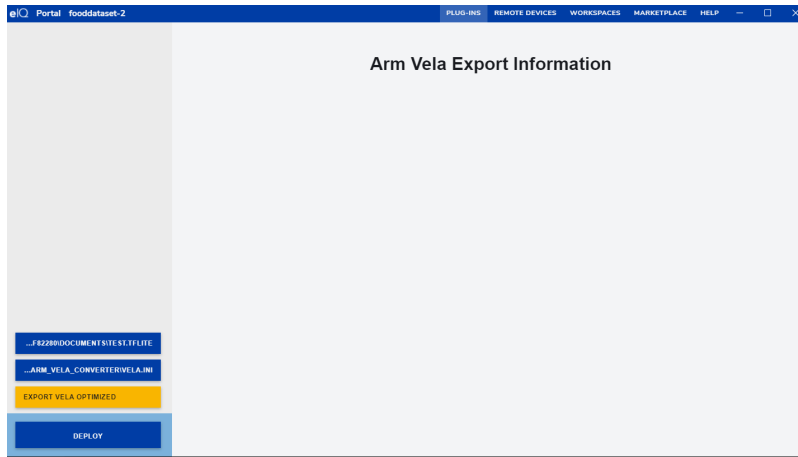 eIQ Portal fooddataset-2 PLUG-INS REMOTE DEVICES WORKSPACES MARKETPLACE HELP
Arm Vela Export Information
...F82280\DOCUMENTS\TEST.TFLITE
...ARM_VELA_CONVERTER\VELA.INI
EXPORT VELA OPTIMIZED
DEPLOY